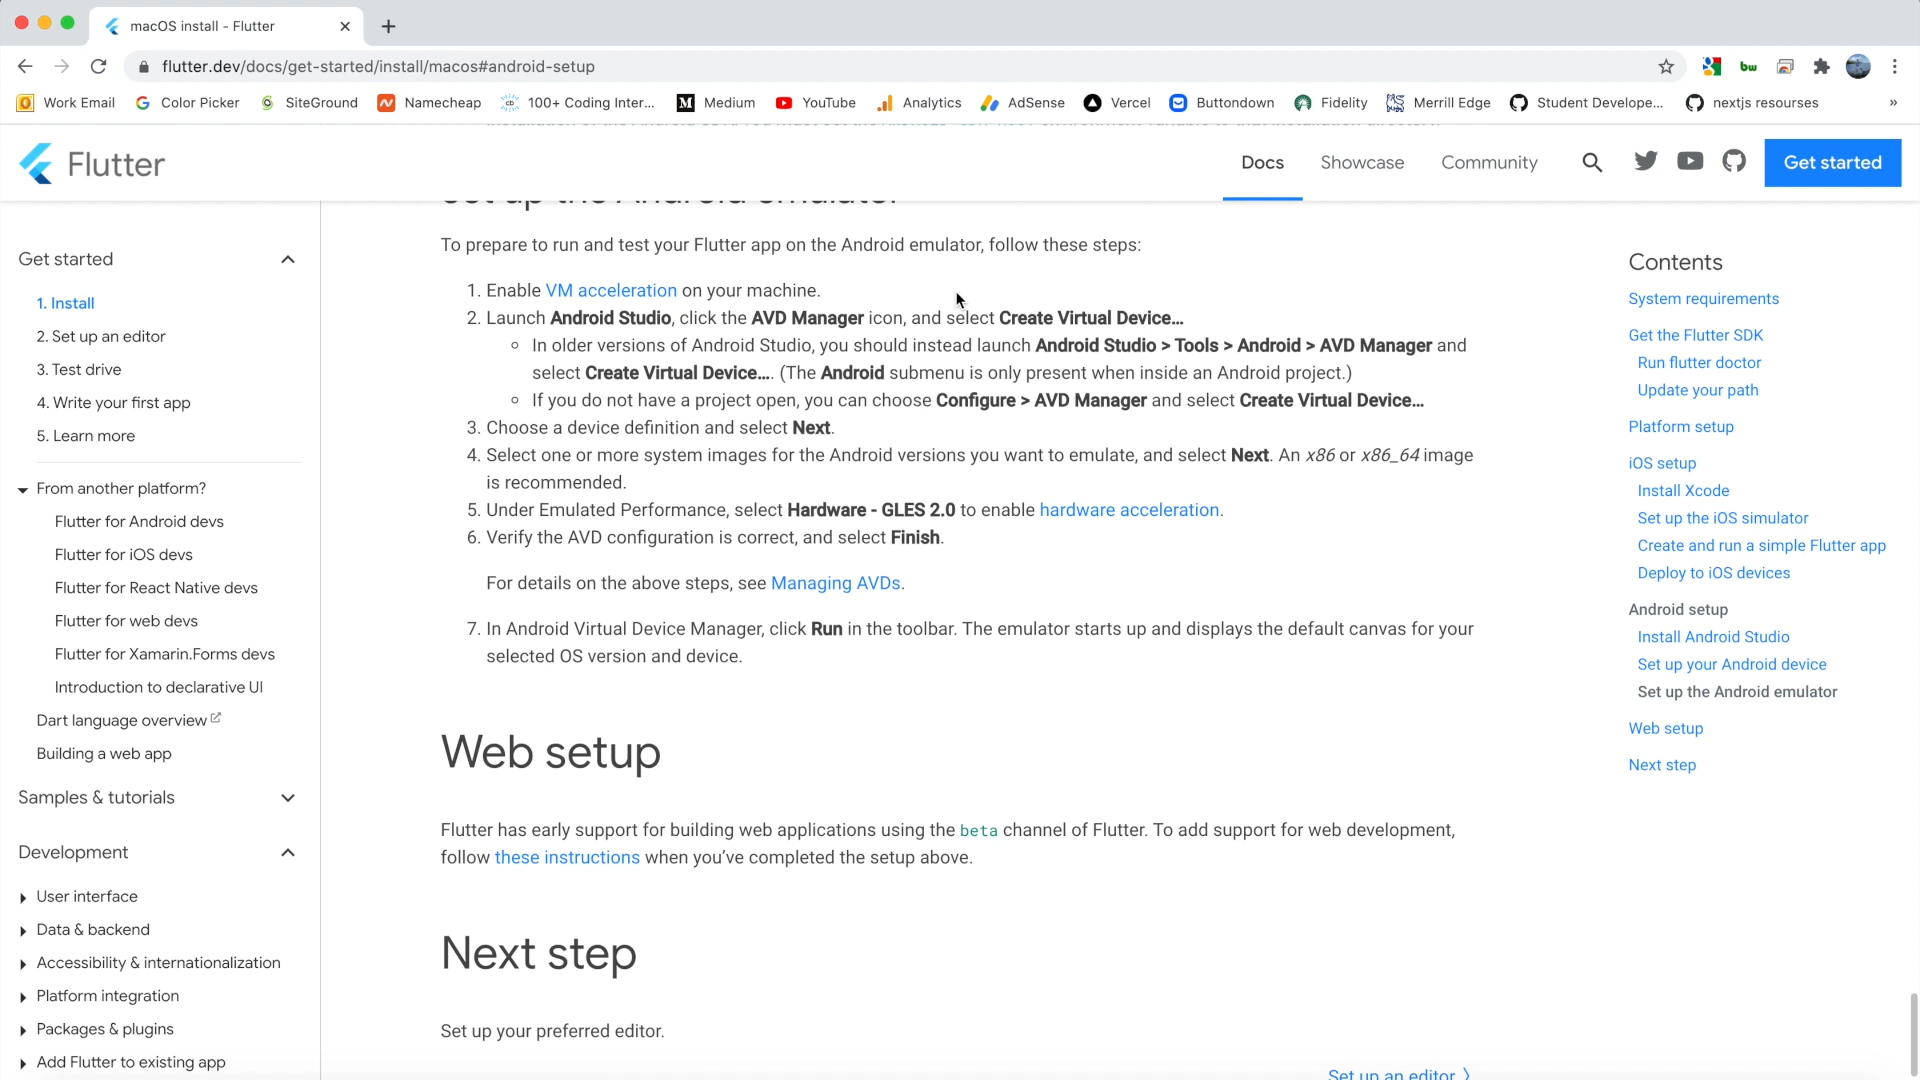 macOS install - Flutter
flutter.dev/docs/get-started/install/macos#android-setup
bw
Work Email
Color Picker
SiteGround
Namecheap
100+ Coding Inter...
Medium
YouTube
Analytics
AdSense
Vercel
Buttondown
Fidelity
Merrill Edge
Student Develope...
nextjs resourses
»
Flutter
Docs
Showcase
Community
Get started
Get started
1. Install
2. Set up an editor
3. Test drive
4. Write your first app
5. Learn more
From another platform?
Flutter for Android devs
Flutter for iOS devs
Flutter for React Native devs
Flutter for web devs
Flutter for Xamarin.Forms devs
Introduction to declarative UI
Dart language overview
Building a web app
Samples & tutorials
Development
User interface
Data & backend
Accessibility & internationalization
Platform integration
Packages & plugins
Add Flutter to existing app
Set up the Android emulator
To prepare to run and test your Flutter app on the Android emulator, follow these steps:
1. Enable VM acceleration on your machine.
2. Launch Android Studio, click the AVD Manager icon, and select Create Virtual Device...
In older versions of Android Studio, you should instead launch Android Studio > Tools > Android > AVD Manager and
select Create Virtual Device.... (The Android submenu is only present when inside an Android project.)
If you do not have a project open, you can choose Configure > AVD Manager and select Create Virtual Device...
3. Choose a device definition and select Next.
4. Select one or more system images for the Android versions you want to emulate, and select Next. An x86 or x86_64 image
is recommended.
5. Under Emulated Performance, select Hardware - GLES 2.0 to enable hardware acceleration.
6. Verify the AVD configuration is correct, and select Finish.
For details on the above steps, see Managing AVDs.
7. In Android Virtual Device Manager, click Run in the toolbar. The emulator starts up and displays the default canvas for your
selected OS version and device.
Web setup
Flutter has early support for building web applications using the beta channel of Flutter. To add support for web development,
follow these instructions when you've completed the setup above.
Next step
Set up your preferred editor.
Set up an editor
Contents
System requirements
Get the Flutter SDK
Run flutter doctor
Update your path
Platform setup
iOS setup
Install Xcode
Set up the iOS simulator
Create and run a simple Flutter app
Deploy to iOS devices
Android setup
Install Android Studio
Set up your Android device
Set up the Android emulator
Web setup
Next step